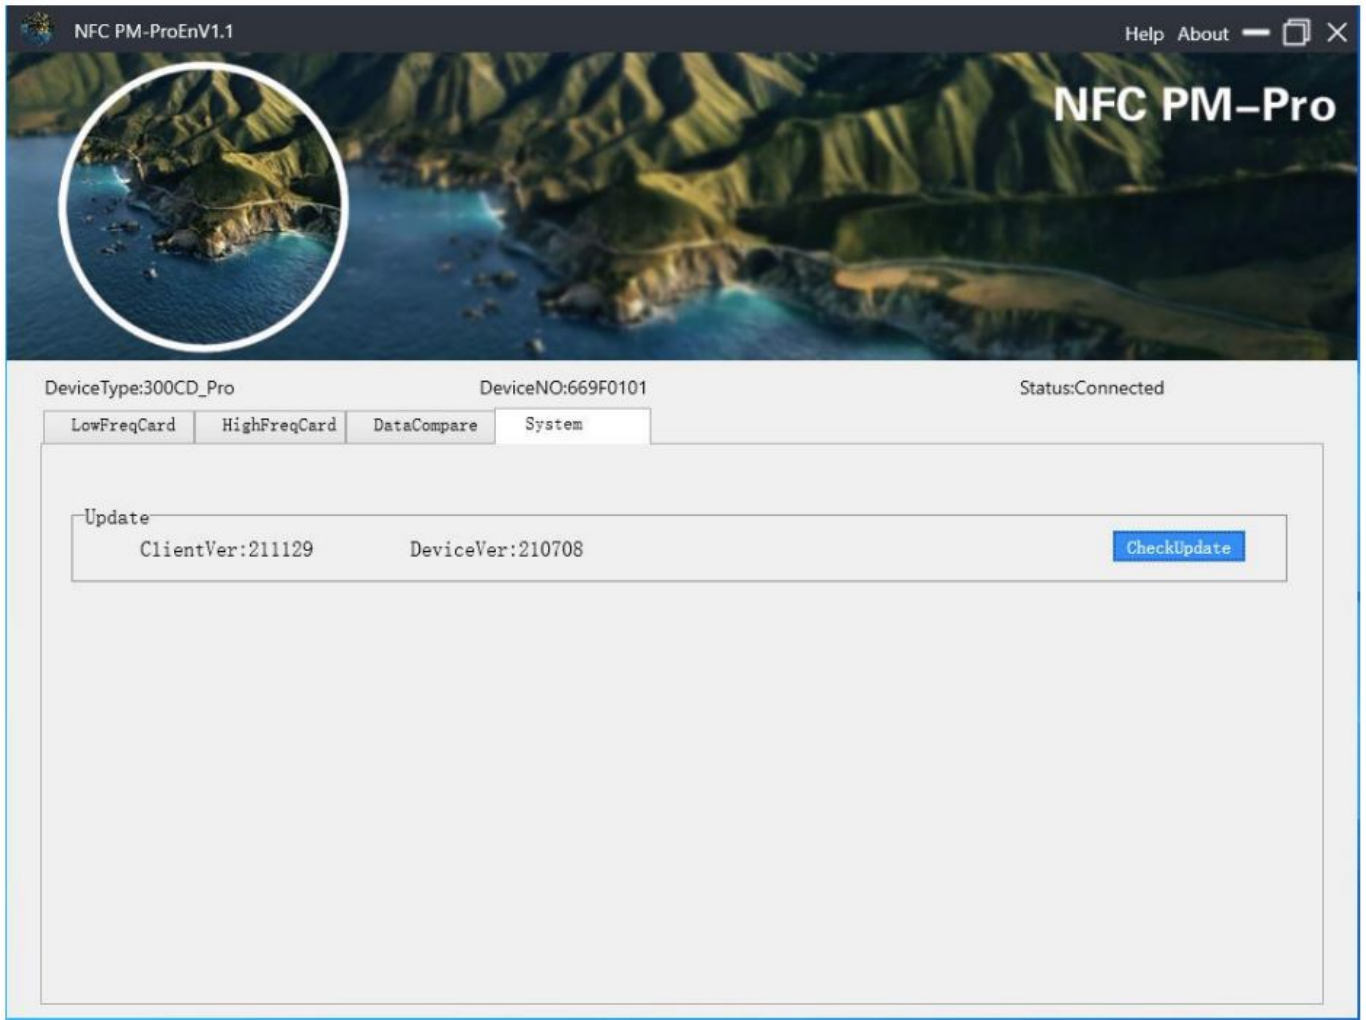 NFC PM-ProEnV1.1
Help About
NFC PM-Pro
DeviceType:300CD_Pro DeviceNO:669F0101 Status:Connected
LowFreqCard HighFreqCard DataCompare System
Update
ClientVer:211129 DeviceVer:210708 CheckUpdate